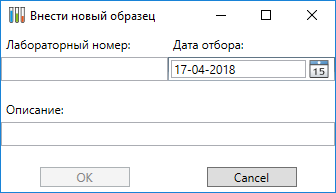 Внести новый образец
Лабораторный номер: Дата отбора:
17-04-2018 15
Описание:
OK Cancel